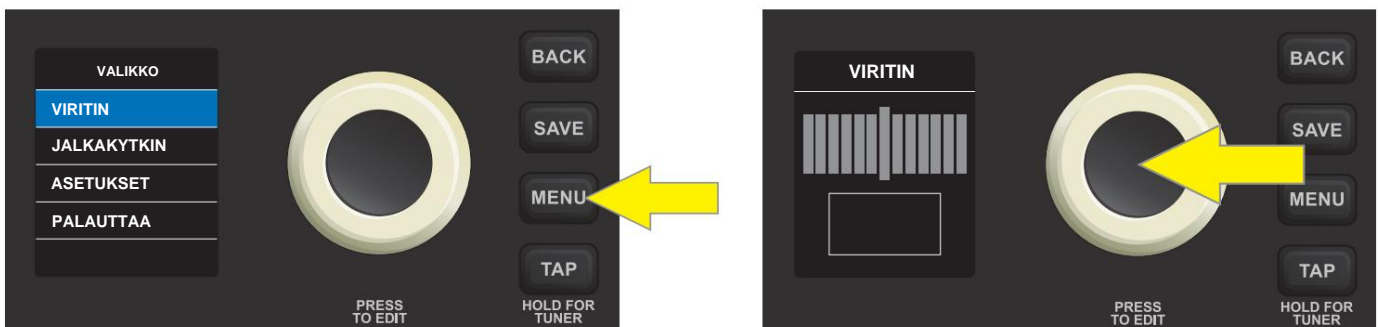 VALIKKO
VIRITIN
JALKAKYTKIN
ASETUKSET
PALAUTTAA
BACK
SAVE
MENU
TAP
PRESS
TO EDIT
HOLD FOR
TUNER
VIRITIN
BACK
SAVE
MENU
TAP
PRESS
TO EDIT
HOLD FOR
TUNER